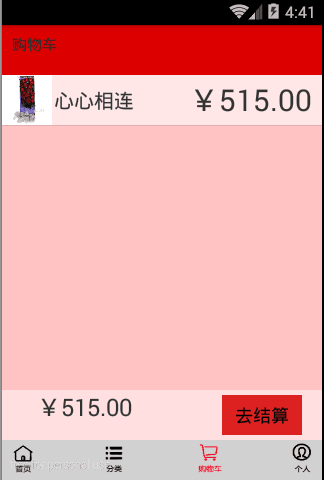 4:41
购物车
心心相连 ￥515.00
￥515.00 去结算
首页 分类 购物车 个人